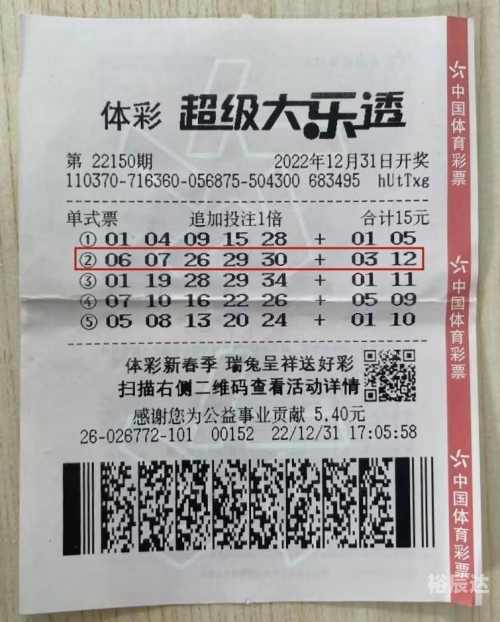 体彩 超级大乐透
第 22150期 2022年12月31日开奖
110370-716360-056875-504300 683495 hUtTxg
单式票 追加投注1倍 合计15元
① 01 04 09 15 28 + 01 05
② 06 07 26 29 30 + 03 12
③ 01 19 28 29 34 + 01 11
④ 07 10 16 22 26 + 05 09
⑤ 05 08 13 20 24 + 01 10
体彩新春季 瑞兔呈祥送好彩
扫描右侧二维码查看活动详情
感谢您为公益事业贡献 5.40元
26-026772-101 00152 22/12/31 17:05:58
中国体育彩票
中国体育彩票
中国体育彩票
裕辰达